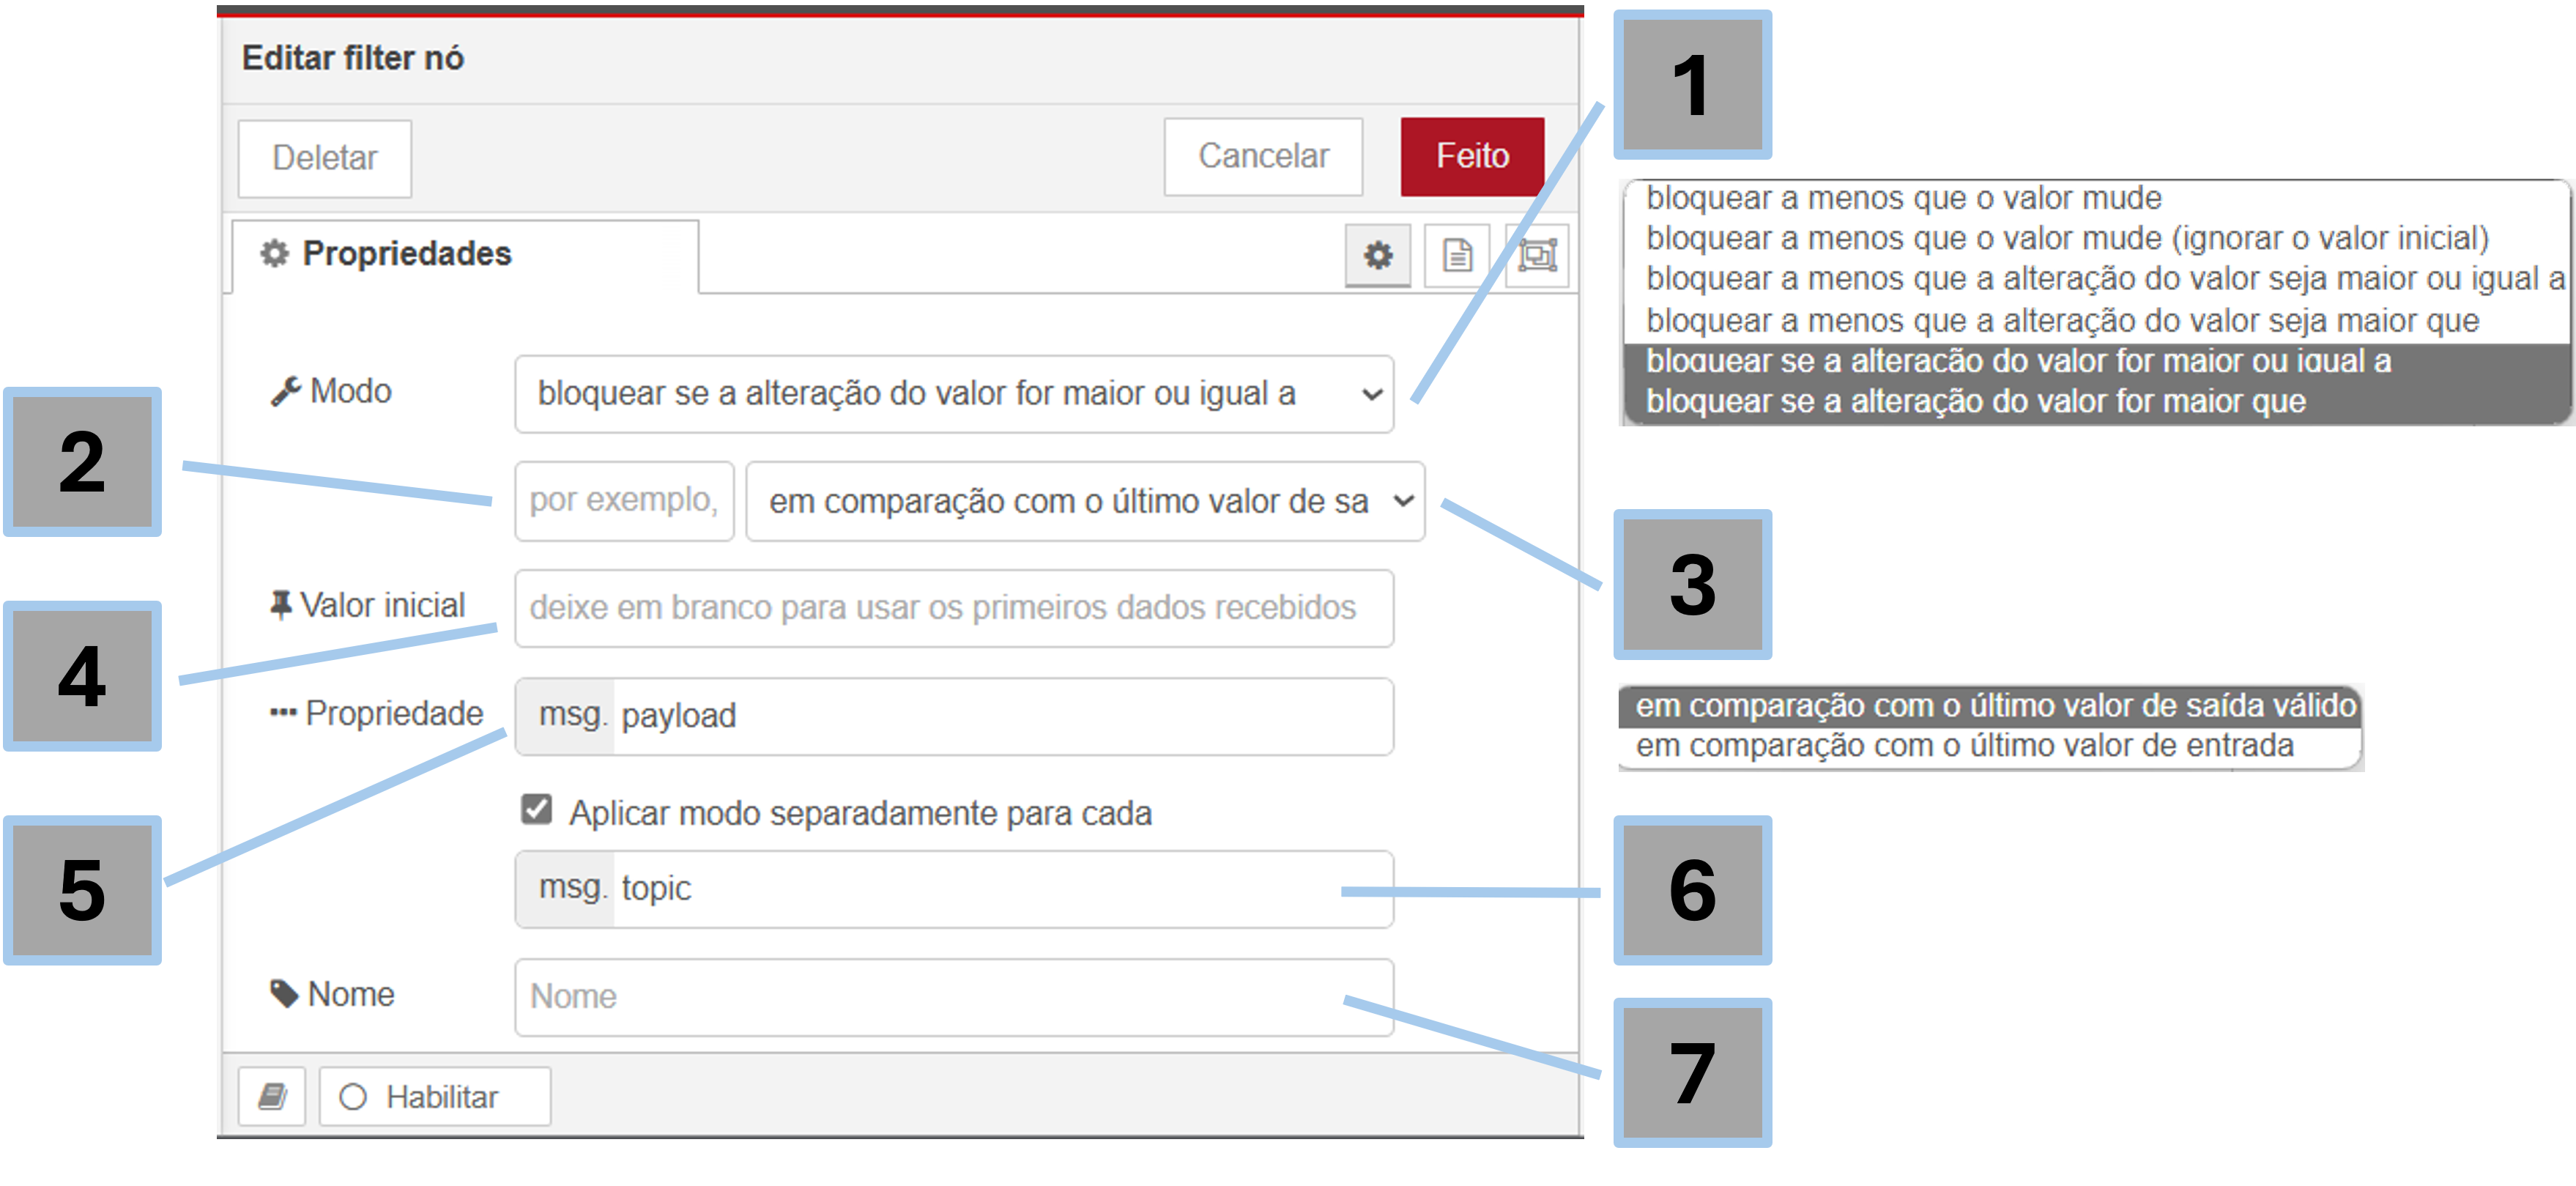 Editar filter nó
Deletar
Cancelar
Feito
Propriedades
1
bloquear a menos que o valor mude
bloquear a menos que o valor mude (ignorar o valor inicial)
bloquear a menos que a alteração do valor seja maior ou igual a
bloquear a menos que a alteração do valor seja maior que
bloquear se a alteração do valor for maior ou igual a
bloquear se a alteração do valor for maior que
Modo
bloquear se a alteração do valor for maior ou igual a
2
por exemplo,
em comparação com o último valor de sa
3
em comparação com o último valor de saída válido
em comparação com o último valor de entrada
4
Valor inicial
deixe em branco para usar os primeiros dados recebidos
Propriedade
msg. payload
5
Aplicar modo separadamente para cada
msg. topic
6
Nome
Nome
7
Habilitar